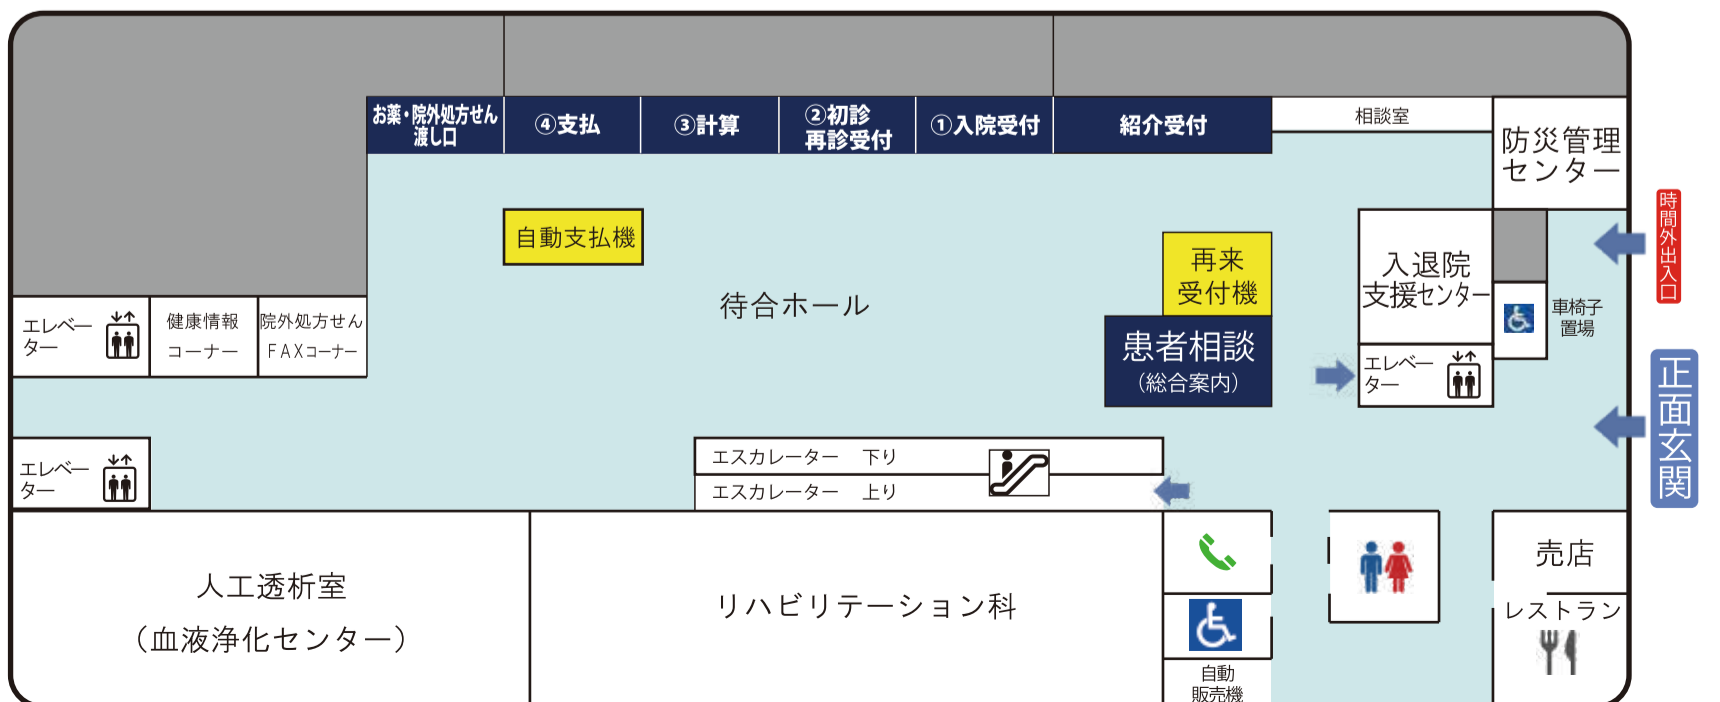 お薬・院外処方せん
渡し口
④支払
③計算
②初診
再診受付
①入院受付
紹介受付
相談室
防災管理
センター
時間外出入口
自動支払機
待合ホール
再来
受付機
患者相談
（総合案内）
入退院
支援センター
車椅子
置場
エレベー
ター
健康情報
コーナー
院外処方せん
FAXコーナー
エレベー
ター
正面玄関
エレベー
ター
エスカレーター　下り
エスカレーター　上り
人工透析室
（血液浄化センター）
リハビリテーション科
自動
販売機
売店
レストラン